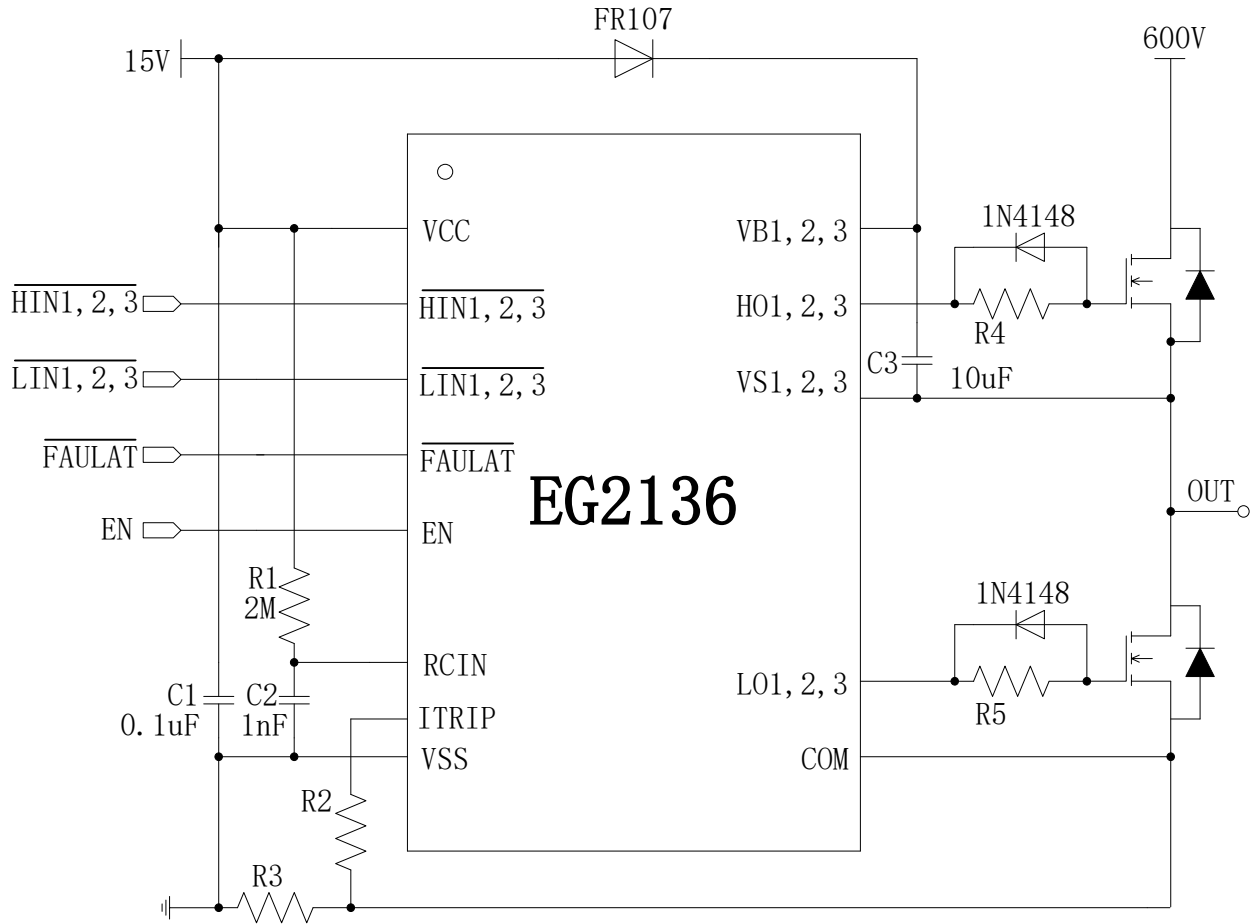 FR107
15V
600V
1N4148
VCC
VB1,2,3
HIN1,2,3
HIN1,2,3
HO1,2,3
R4
C3
10uF
LIN1,2,3
LIN1,2,3
VS1,2,3
FAULAT
FAULAT
EG2136
OUT
EN
EN
R1
2M
1N4148
RCIN
LO1,2,3
R5
C1
0.1uF
C2
1nF
ITRIP
VSS
COM
R2
R3